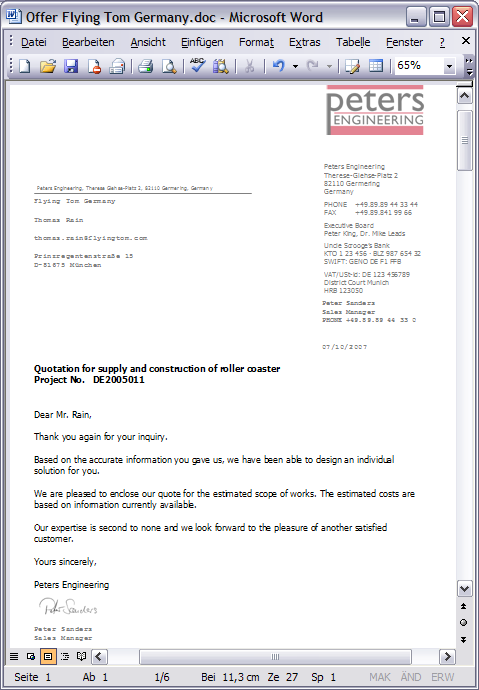 Offer Flying Tom Germany.doc - Microsoft Word
Datei Bearbeiten Ansicht Einfügen Format Extras Tabelle Fenster ?
65%
peters
ENGINEERING
Peters Engineering
Therese-Giehse-Platz 2
82110 Germering
Germany
PHONE +49.89.89 44 33 44
FAX +49.89.841 99 66
Executive Board
Peter King, Dr. Mike Leads
Uncle Scrooge's Bank
KTO 1 23 456 - BLZ 987 654 32
SWIFT: GENO DE F1 FFB
VAT/USt-Id: DE 123 456789
District Court Munich
HRB 123050
Peter Sanders
Sales Manager
PHONE +49.89.89 44 33 0
07/10/2007
Peters Engineering, Therese Giehse-Platz 2, 82110 Germering, Germany
Flying Tom Germany
Thomas Rain
thomas.rain@flyingtom.com
Prinzregentenstraße 15
D-81675 München
Quotation for supply and construction of roller coaster
Project No. DE2005011
Dear Mr. Rain,
Thank you again for your inquiry.
Based on the accurate information you gave us, we have been able to design an individual
solution for you.
We are pleased to enclose our quote for the estimated scope of works. The estimated costs are
based on information currently available.
Our expertise is second to none and we look forward to the pleasure of another satisfied
customer.
Yours sincerely,
Peters Engineering
Peter Sanders
Peter Sanders
Sales Manager
Seite 1 Ab 1 1/6 Bei 11,3 cm Ze 27 Sp 1 MAK ÄND ERW